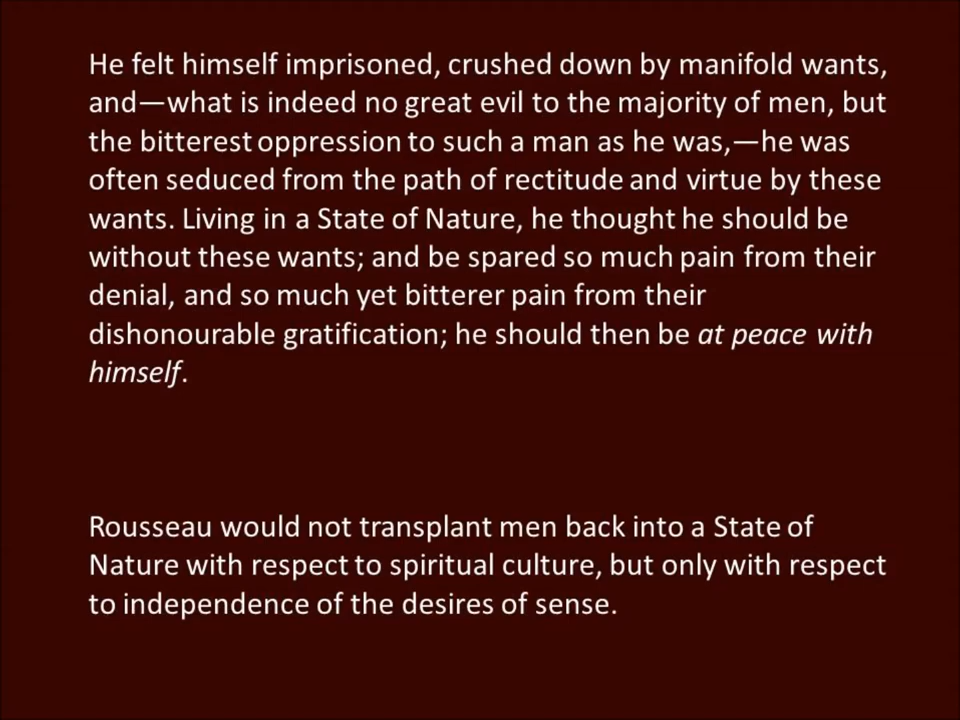 He felt himself imprisoned, crushed down by manifold wants,
and—what is indeed no great evil to the majority of men, but
the bitterest oppression to such a man as he was,—he was
often seduced from the path of rectitude and virtue by these
wants. Living in a State of Nature, he thought he should be
without these wants; and be spared so much pain from their
denial, and so much yet bitterer pain from their
dishonourable gratification; he should then be at peace with
himself.
Rousseau would not transplant men back into a State of
Nature with respect to spiritual culture, but only with respect
to independence of the desires of sense.